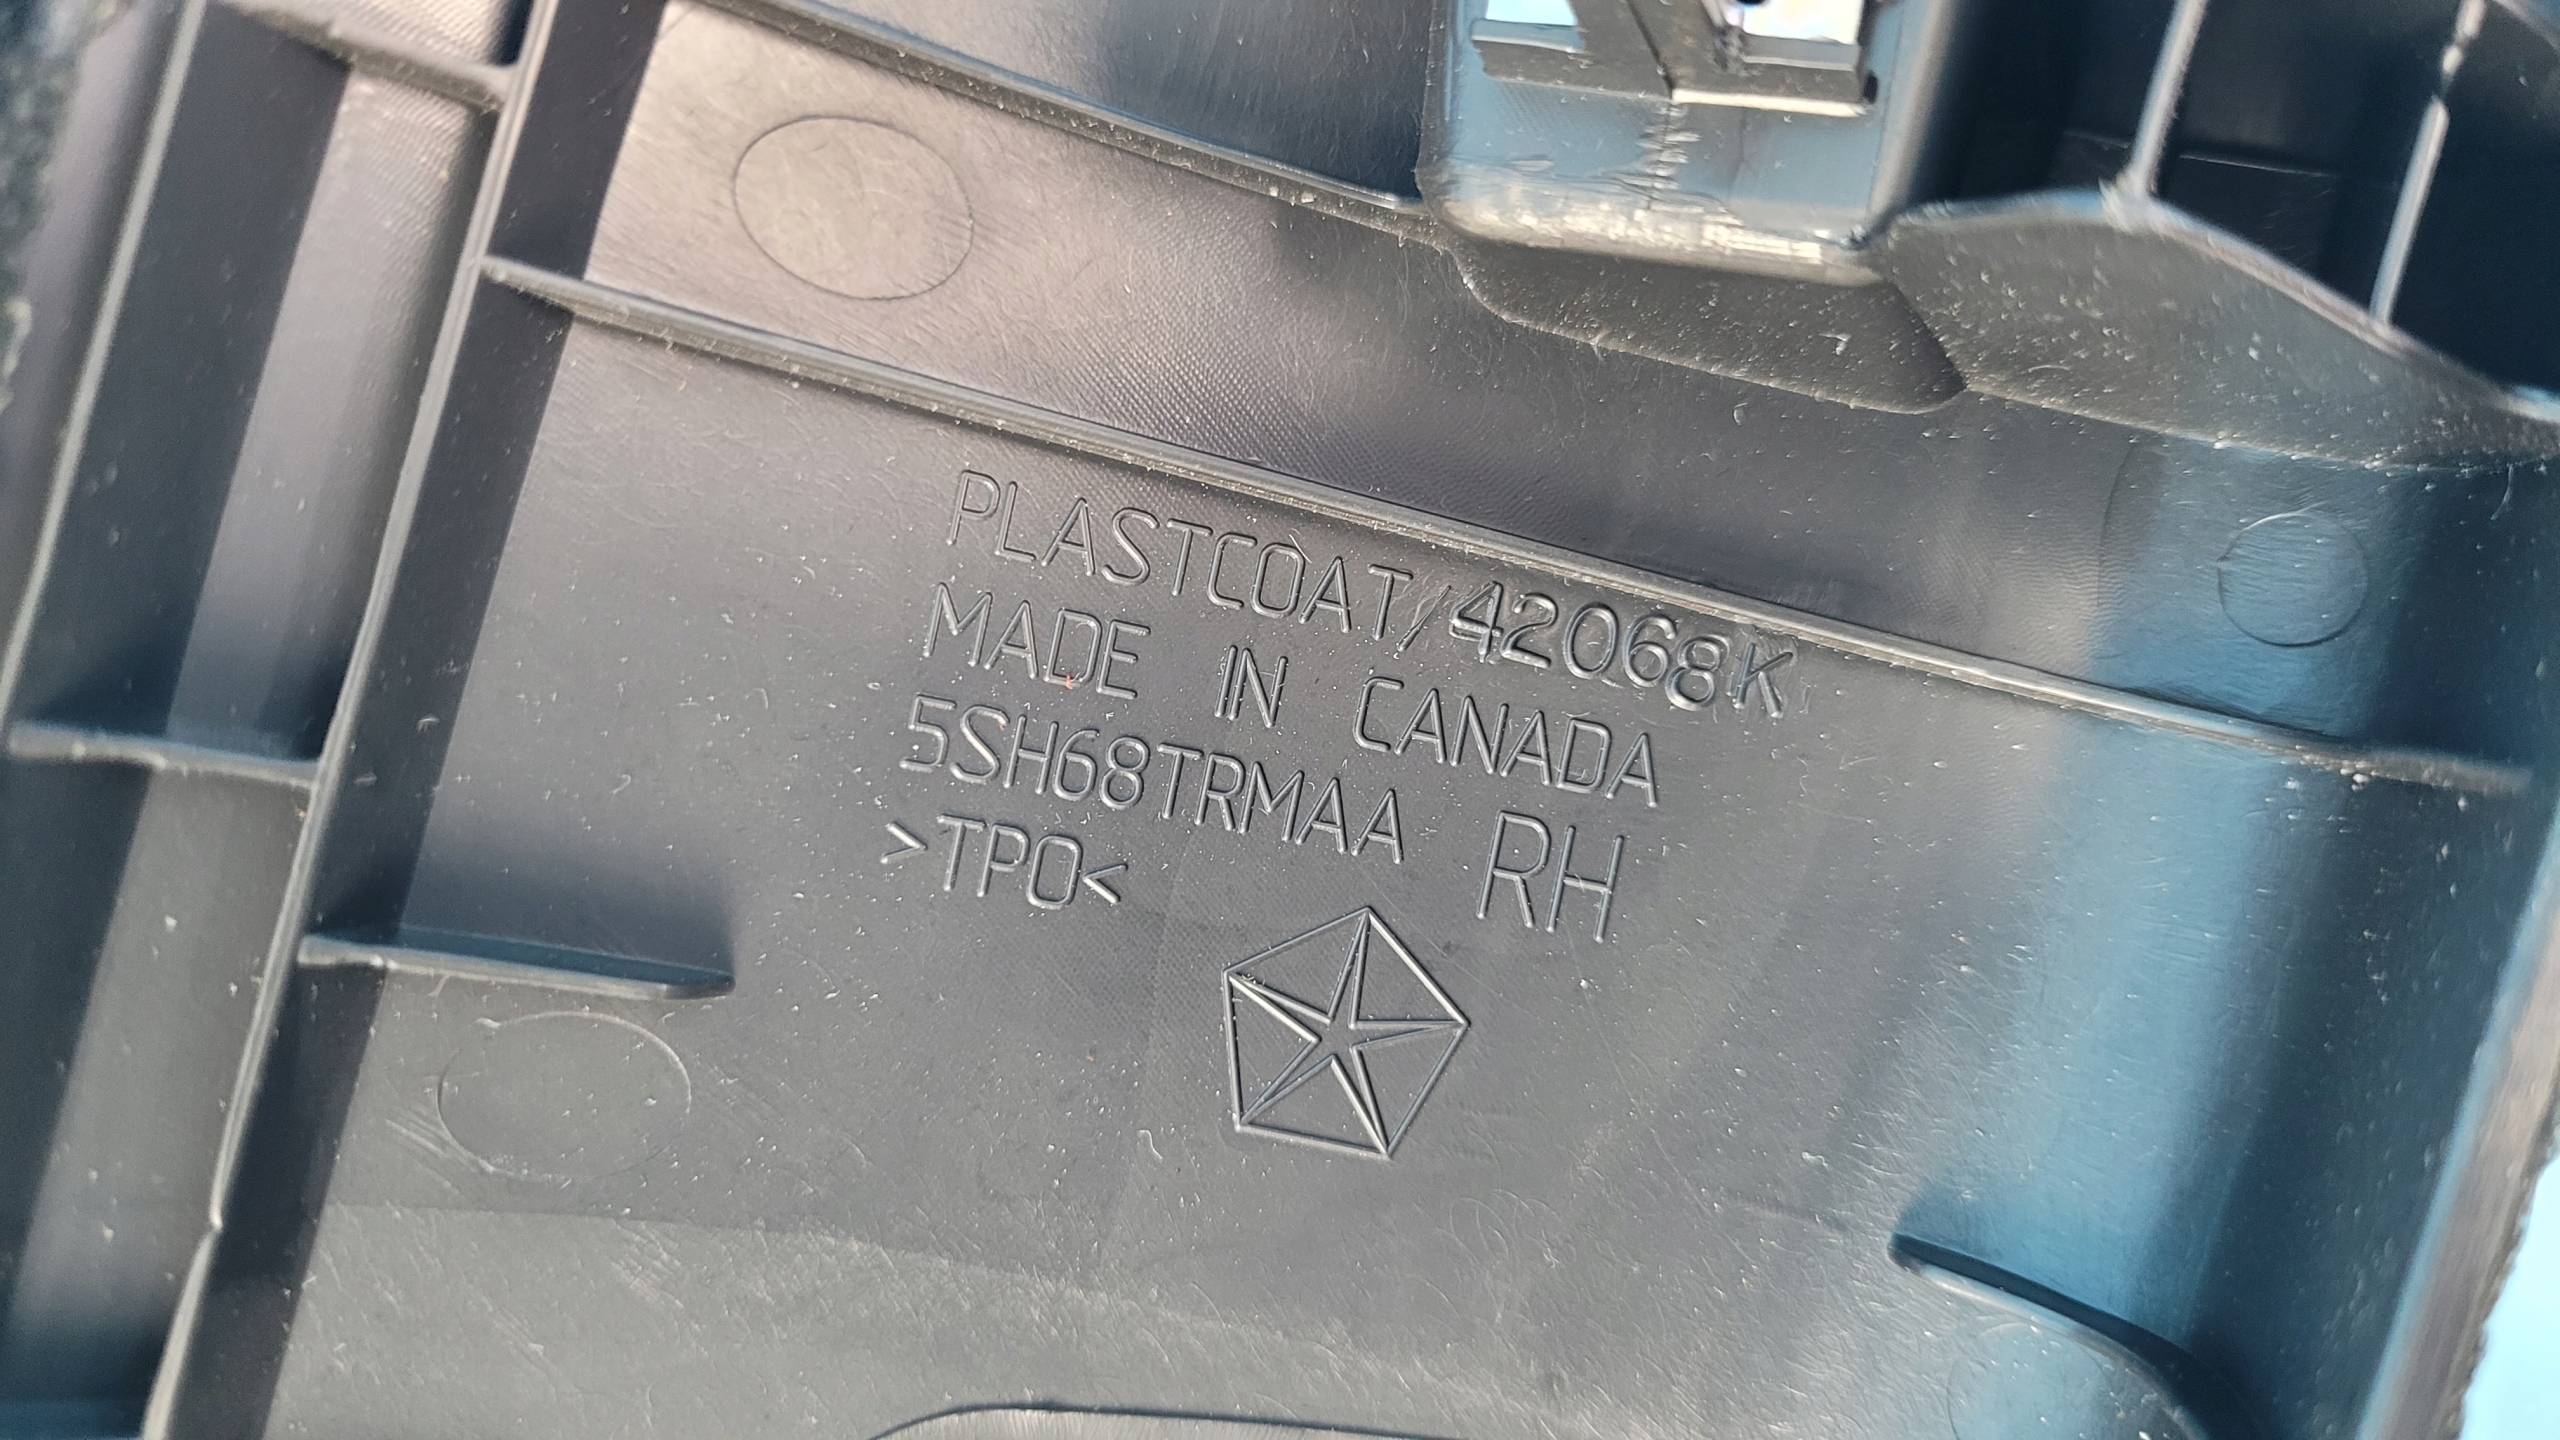 PLASTCOAT/42068K
MADE IN CANADA
5SH68TRMAA RH
>TPO<